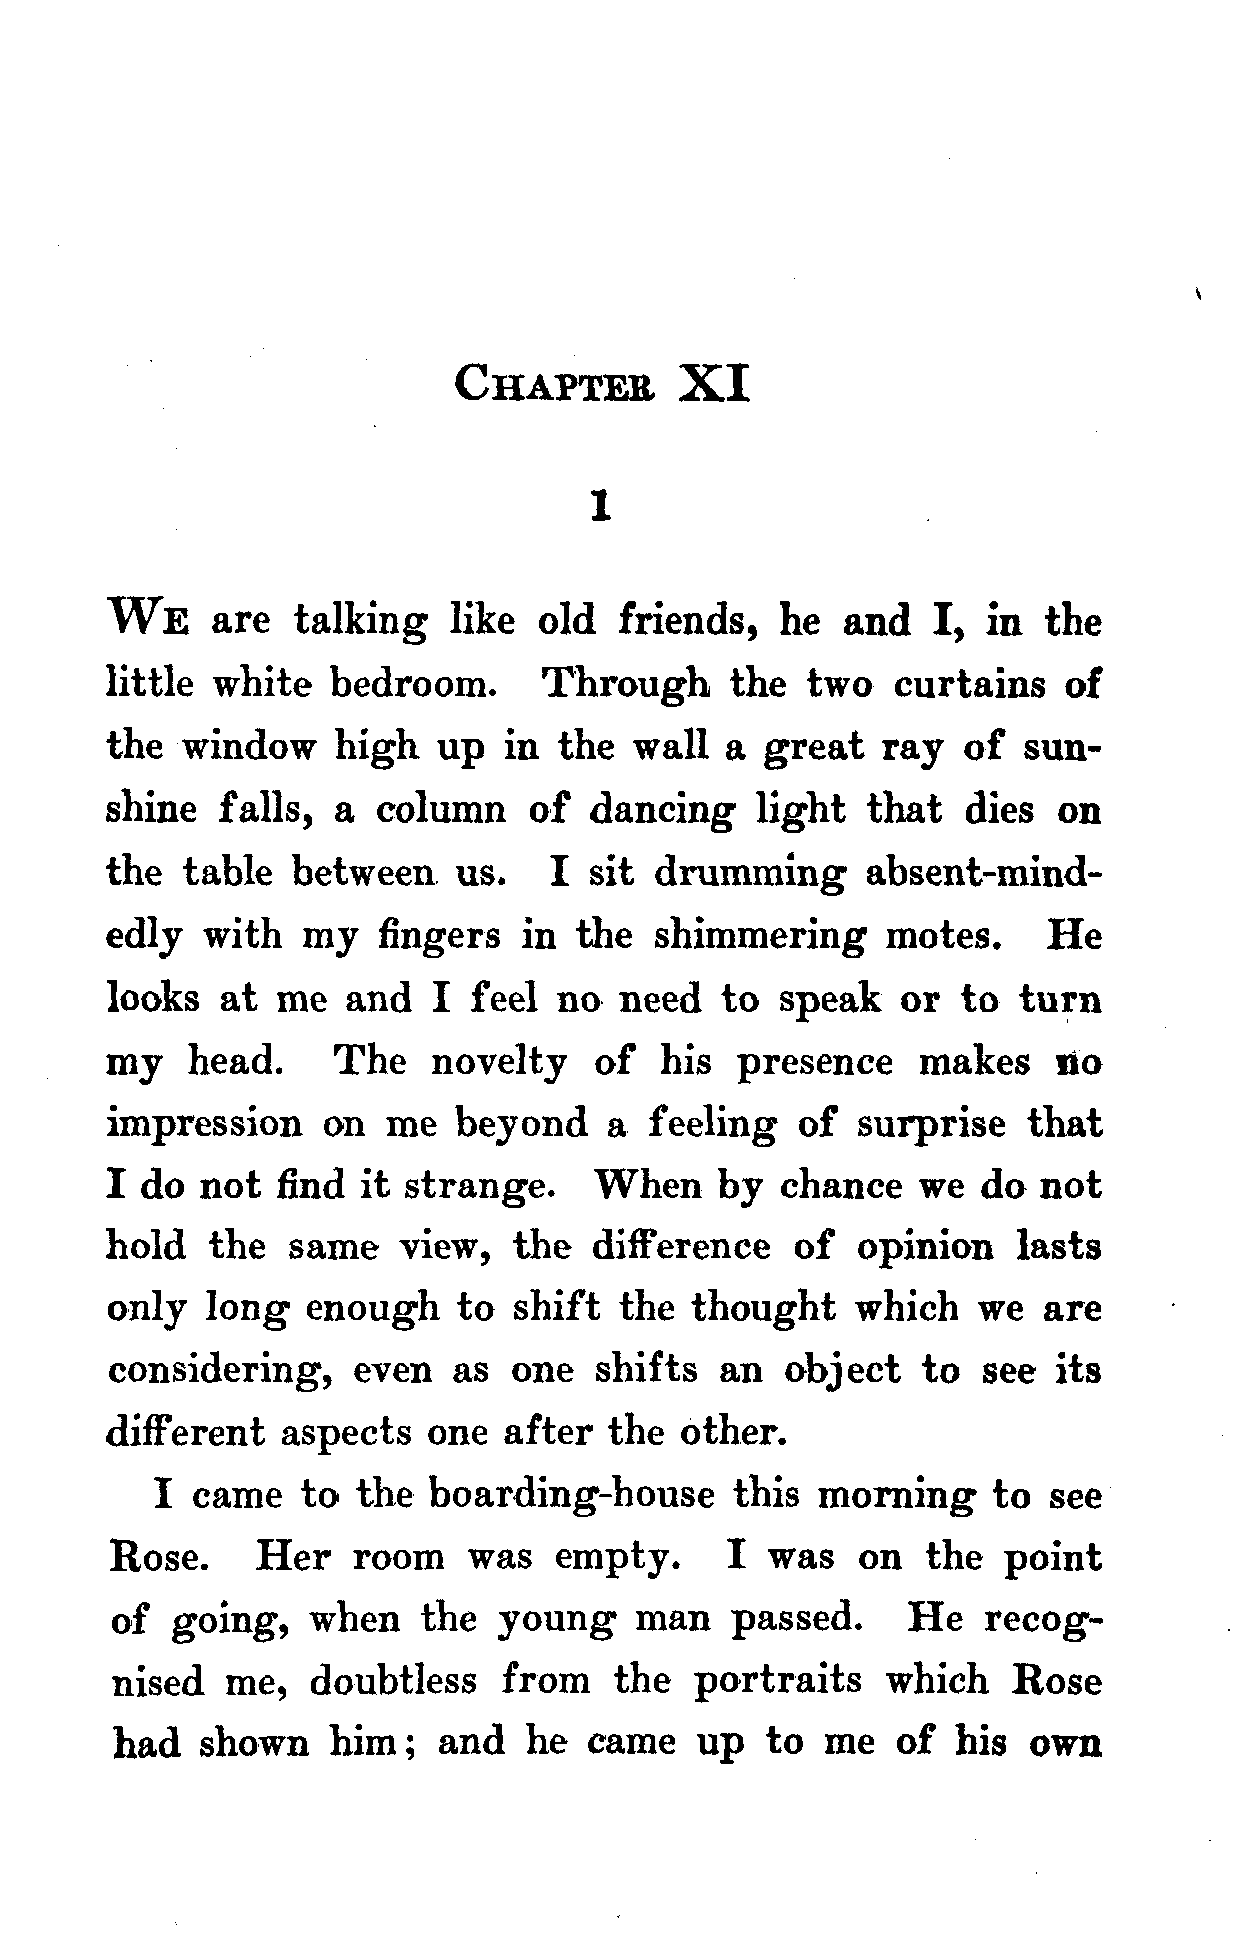 CHAPTER XI
1
WE are talking like old friends, he and I, in the
little white bedroom. Through the two curtains of
the window high up in the wall a great ray of sun-
shine falls, a column of dancing light that dies on
the table between us. I sit drumming absent-mind-
edly with my fingers in the shimmering motes. He
looks at me and I feel no need to speak or to turn
my head. The novelty of his presence makes no
impression on me beyond a feeling of surprise that
I do not find it strange. When by chance we do not
hold the same view, the difference of opinion lasts
only long enough to shift the thought which we are
considering, even as one shifts an object to see its
different aspects one after the other.
I came to the boarding-house this morning to see
Rose. Her room was empty. I was on the point
of going, when the young man passed. He recog-
nised me, doubtless from the portraits which Rose
had shown him; and he came up to me of his own